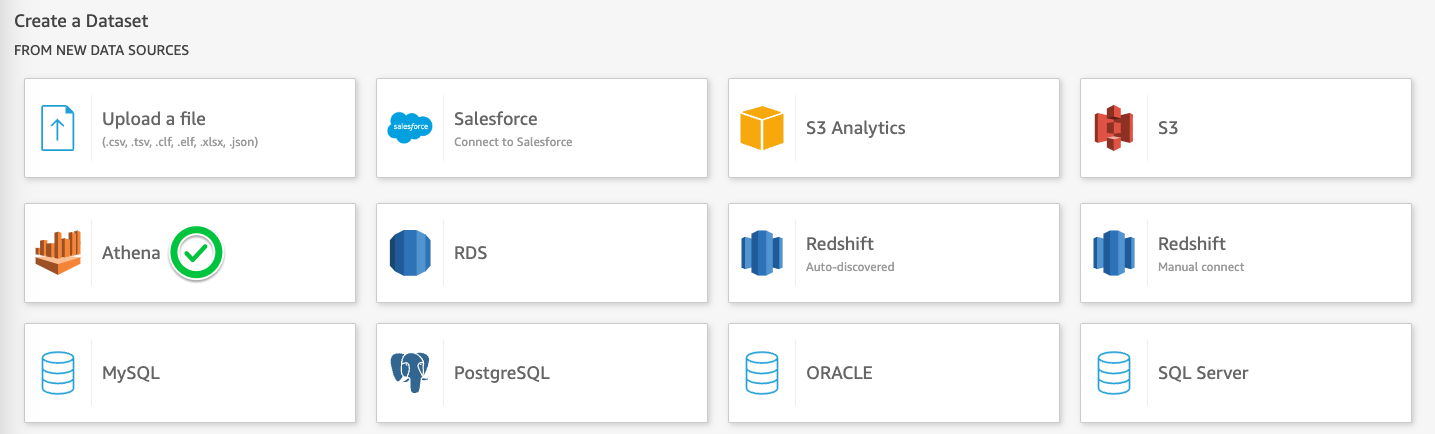 Create a Dataset
FROM NEW DATA SOURCES
Upload a file
(.csv, .tsv, .clf, .elf, .xlsx, .json)
salesforce
Salesforce
Connect to Salesforce
S3 Analytics
S3
Athena
RDS
Redshift
Auto-discovered
Redshift
Manual connect
MySQL
PostgreSQL
ORACLE
SQL Server